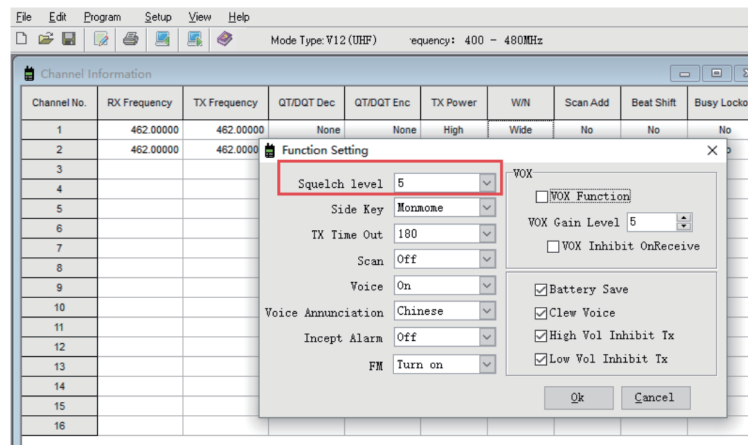 File Edit Program Setup View Help
Mode Type: V12 (UHF) equency: 400 - 480MHz
Channel Information
Channel No. RX Frequency TX Frequency QT/DQT Dec QT/DQT Enc TX Power W/N Scan Add Beat Shift Busy Locko
1 462.00000 462.00000 None None High Wide No No No
2 462.00000 462.0000
3
4
5
6
7
8
9
10
11
12
13
14
15
16
Function Setting
Squelch level 5
Side Key Monmome
TX Time Out 180
Scan Off
Voice On
Voice Annunciation Chinese
Incept Alarm Off
FM Turn on
VOX
VOX Function
VOX Gain Level 5
VOX Inhibit OnReceive
Battery Save
Clew Voice
High Vol Inhibit Tx
Low Vol Inhibit Tx
Ok Cancel